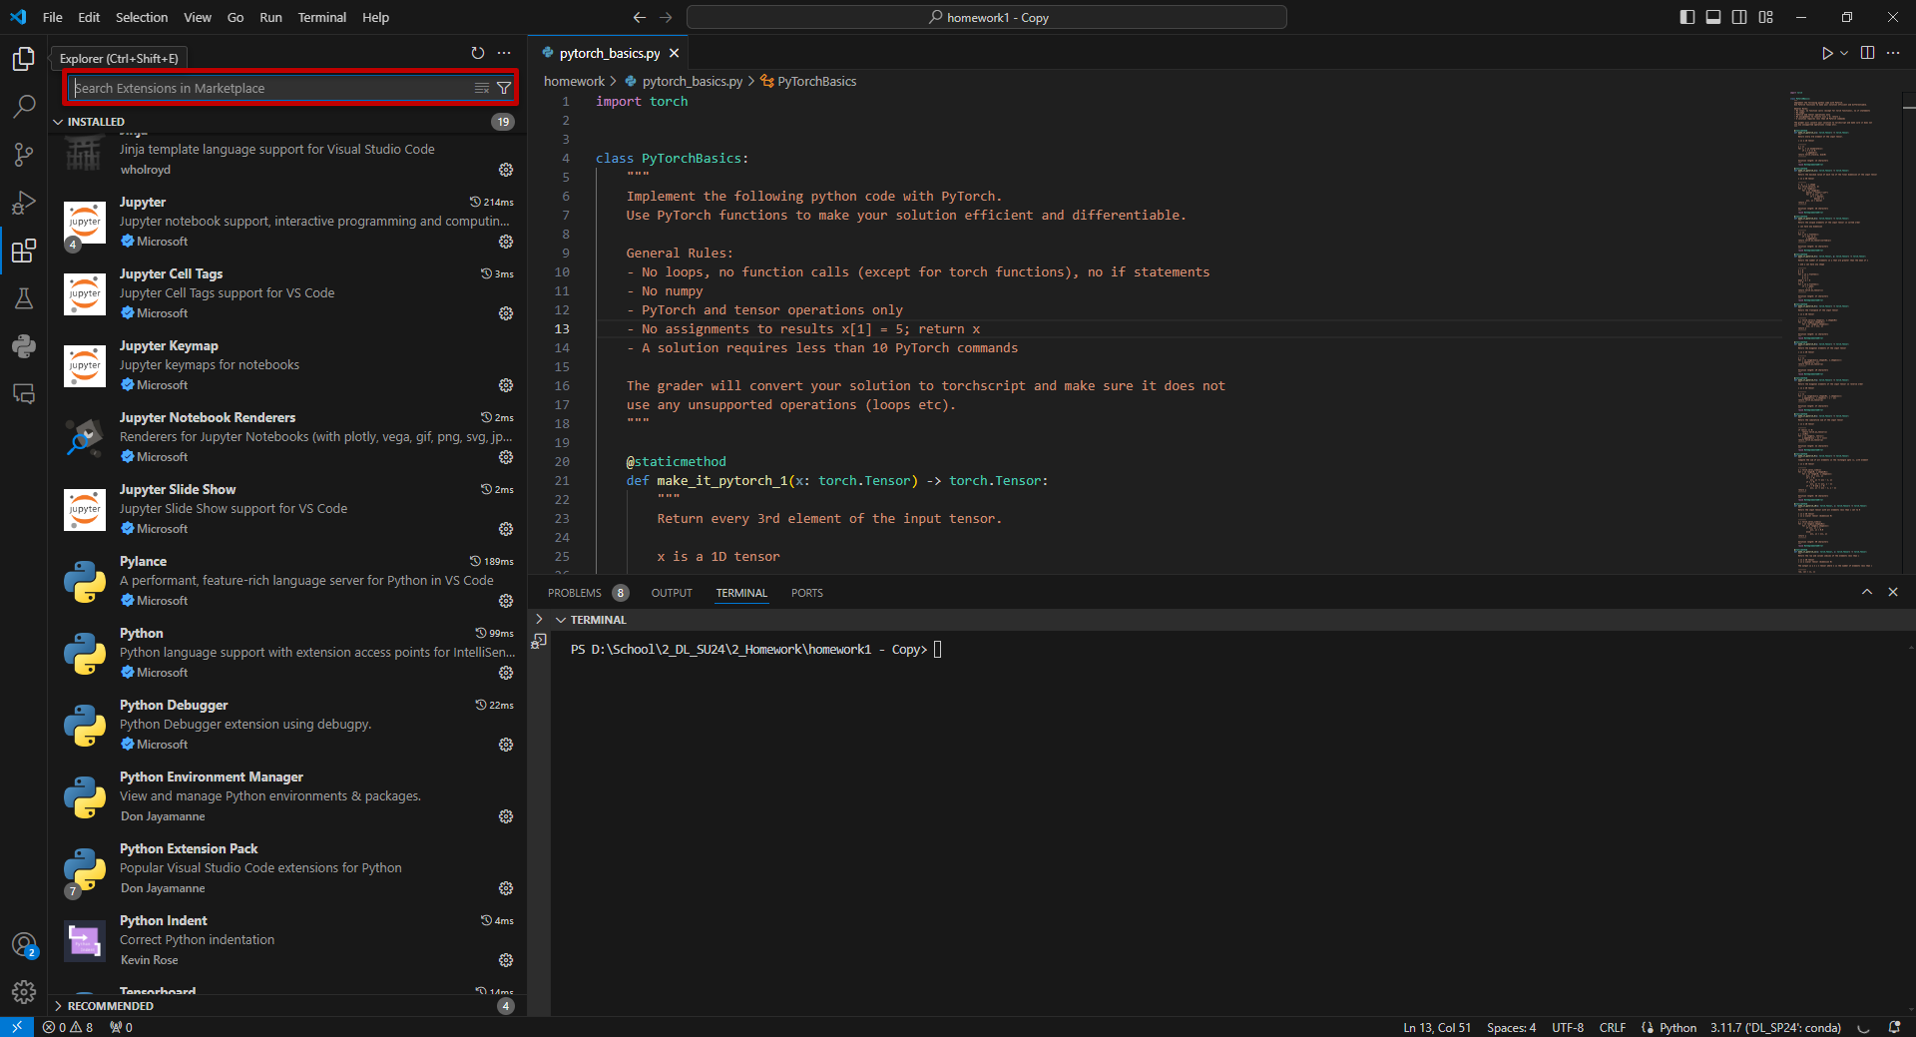 File Edit Selection View Go Run Terminal Help
homework1 - Copy
Explorer (Ctrl+Shift+E)
Search Extensions in Marketplace
INSTALLED 19
Jinja
Jinja template language support for Visual Studio Code
wholroyd
Jupyter 214ms
Jupyter notebook support, interactive programming and computin...
Microsoft
4
Jupyter Cell Tags 3ms
Jupyter Cell Tags support for VS Code
Microsoft
Jupyter Keymap
Jupyter keymaps for notebooks
Microsoft
Jupyter Notebook Renderers 2ms
Renderers for Jupyter Notebooks (with plotly, vega, gif, png, svg, jp...
Microsoft
Jupyter Slide Show 2ms
Jupyter Slide Show support for VS Code
Microsoft
Pylance 189ms
A performant, feature-rich language server for Python in VS Code
Microsoft
Python 99ms
Python language support with extension access points for IntelliSen...
Microsoft
Python Debugger 22ms
Python Debugger extension using debugpy.
Microsoft
Python Environment Manager
View and manage Python environments & packages.
Don Jayamanne
Python Extension Pack
Popular Visual Studio Code extensions for Python
Don Jayamanne
7
Python Indent 4ms
Correct Python indentation
Kevin Rose
Tensorboard 14ms
RECOMMENDED 4
2
pytorch_basics.py
homework > pytorch_basics.py > PyTorchBasics
1 import torch
2
3
4 class PyTorchBasics:
5 """
6 Implement the following python code with PyTorch.
7 Use PyTorch functions to make your solution efficient and differentiable.
8
9 General Rules:
10 - No loops, no function calls (except for torch functions), no if statements
11 - No numpy
12 - PyTorch and tensor operations only
13 - No assignments to results x[1] = 5; return x
14 - A solution requires less than 10 PyTorch commands
15
16 The grader will convert your solution to torchscript and make sure it does not
17 use any unsupported operations (loops etc).
18 """
19
20 @staticmethod
21 def make_it_pytorch_1(x: torch.Tensor) -> torch.Tensor:
22 """
23 Return every 3rd element of the input tensor.
24
25 x is a 1D tensor
PROBLEMS 8 OUTPUT TERMINAL PORTS
TERMINAL
PS D:\School\2_DL_SU24\2_Homework\homework1 - Copy>
0 8 0
Ln 13, Col 51 Spaces: 4 UTF-8 CRLF Python 3.11.7 ('DL_SP24': conda)